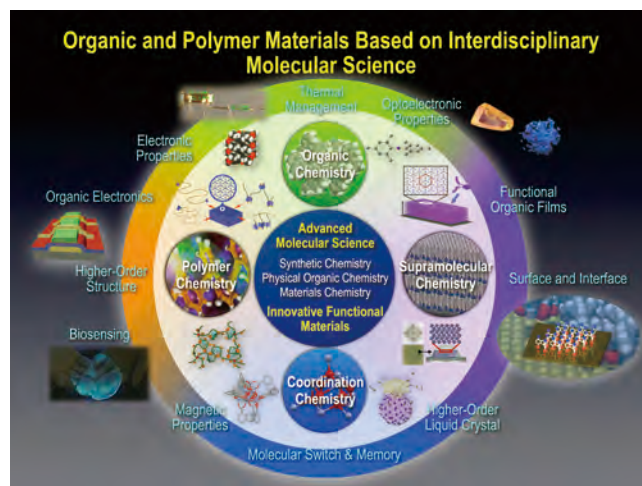 Organic and Polymer Materials Based on Interdisciplinary
Molecular Science
Thermal
Management
Optoelectronic
Properties
Electronic
Properties
Organic
Chemistry
Organic Electronics
Functional
Organic Films
Advanced
Molecular Science
Synthetic Chemistry
Physical Organic Chemistry
Materials Chemistry
Innovative Functional
Materials
Polymer
Chemistry
Supramolecular
Chemistry
Higher-Order
Structure
Surface and Interface
Biosensing
Coordination
Chemistry
Magnetic
Properties
Higher-Order
Liquid Crystal
Molecular Switch & Memory